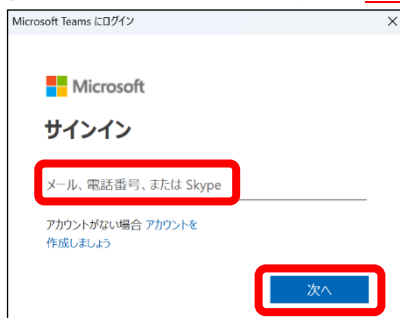 Microsoft Teams にログイン
Microsoft
サインイン
メール、電話番号、または Skype
アカウントがない場合 アカウントを
作成しましょう
次へ